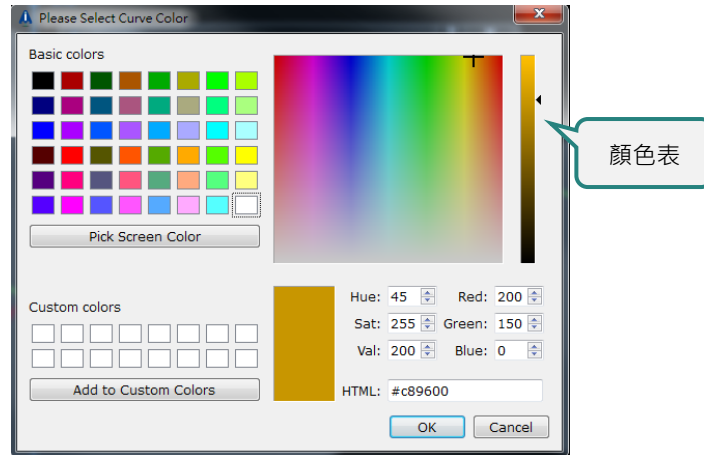 Please Select Curve Color
Basic colors
Pick Screen Color
Custom colors
Add to Custom Colors
Hue: 45 Red: 200
Sat: 255 Green: 150
Val: 200 Blue: 0
HTML: #c89600
OK Cancel
顏色表